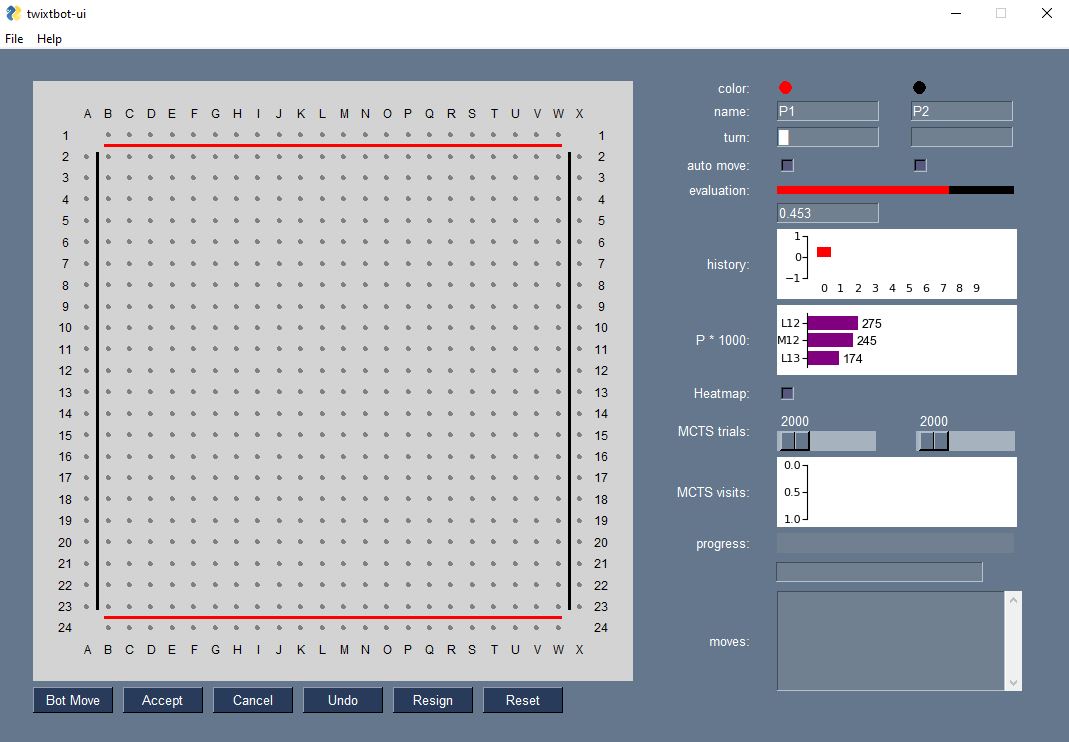 twixtbot-ui
File Help
A B C D E F G H I J K L M N O P Q R S T U V W X
1 1
2 2
3 3
4 4
5 5
6 6
7 7
8 8
9 9
10 10
11 11
12 12
13 13
14 14
15 15
16 16
17 17
18 18
19 19
20 20
21 21
22 22
23 23
24 24
A B C D E F G H I J K L M N O P Q R S T U V W X
Bot Move Accept Cancel Undo Resign Reset
color:
name: P1 P2
turn:
auto move:
evaluation:
0.453
history:
1
0
−1
0 1 2 3 4 5 6 7 8 9
P * 1000:
L12 275
M12 245
L13 174
Heatmap:
MCTS trials: 2000 2000
MCTS visits:
0.0
0.5
1.0
progress:
moves: